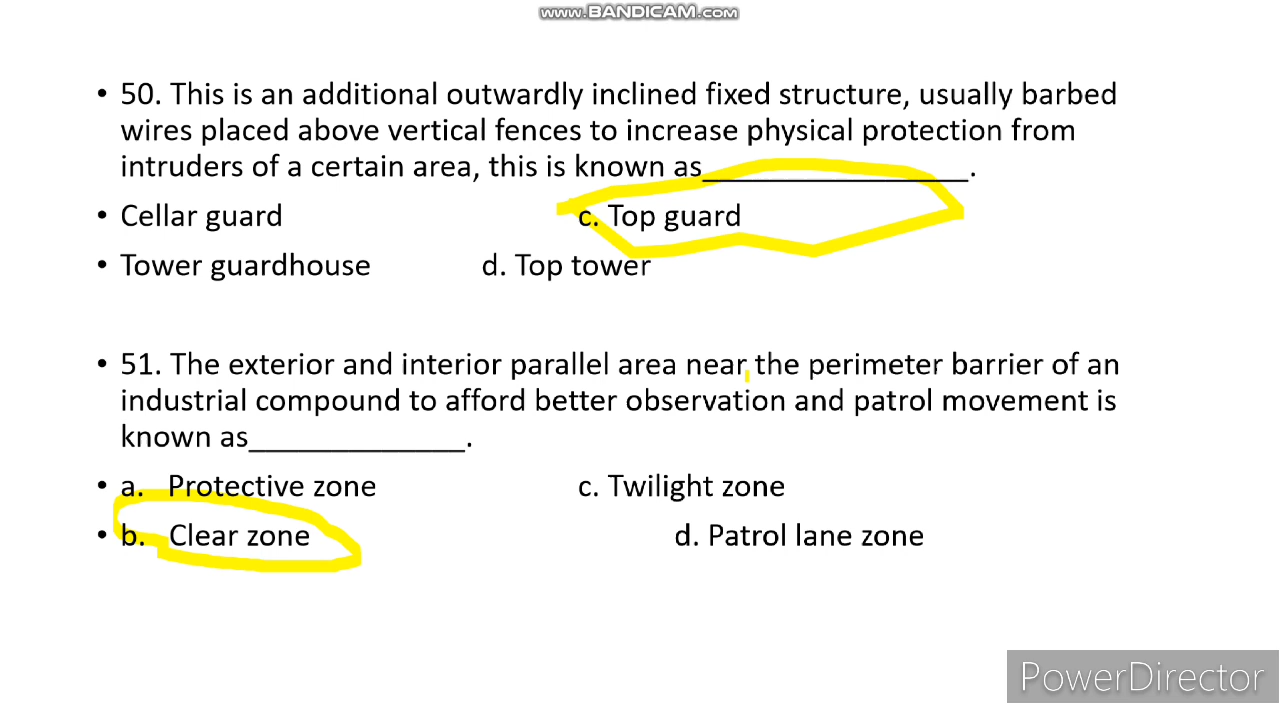 WWW.BANDICAM.COM
• 50. This is an additional outwardly inclined fixed structure, usually barbed
wires placed above vertical fences to increase physical protection from
intruders of a certain area, this is known as________________.
• Cellar guard c. Top guard
• Tower guardhouse d. Top tower
• 51. The exterior and interior parallel area near the perimeter barrier of an
industrial compound to afford better observation and patrol movement is
known as_____________.
• a. Protective zone c. Twilight zone
• b. Clear zone d. Patrol lane zone
PowerDirector